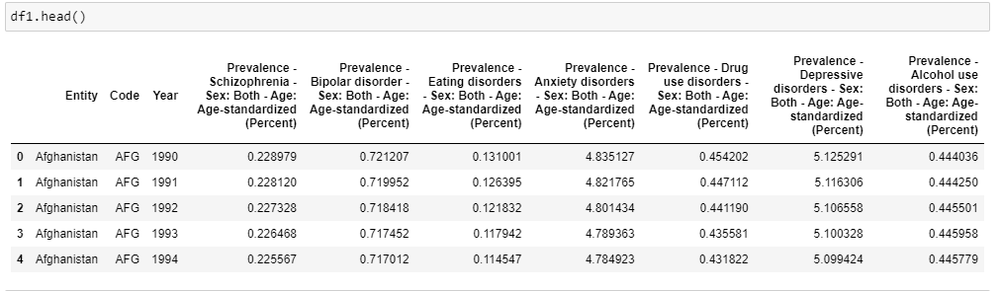 df1.head()
Entity Code Year Prevalence - Schizophrenia - Sex: Both - Age: Age-standardized (Percent) Prevalence - Bipolar disorder - Sex: Both - Age: Age-standardized (Percent) Prevalence - Eating disorders - Sex: Both - Age: Age-standardized (Percent) Prevalence - Anxiety disorders - Sex: Both - Age: Age-standardized (Percent) Prevalence - Drug use disorders - Sex: Both - Age: Age-standardized (Percent) Prevalence - Depressive disorders - Sex: Both - Age: Age-standardized (Percent) Prevalence - Alcohol use disorders - Sex: Both - Age: Age-standardized (Percent)
0 Afghanistan AFG 1990 0.228979 0.721207 0.131001 4.835127 0.454202 5.125291 0.444036
1 Afghanistan AFG 1991 0.228120 0.719952 0.126395 4.821765 0.447112 5.116306 0.444250
2 Afghanistan AFG 1992 0.227328 0.718418 0.121832 4.801434 0.441190 5.106558 0.445501
3 Afghanistan AFG 1993 0.226468 0.717452 0.117942 4.789363 0.435581 5.100328 0.445958
4 Afghanistan AFG 1994 0.225567 0.717012 0.114547 4.784923 0.431822 5.099424 0.445779